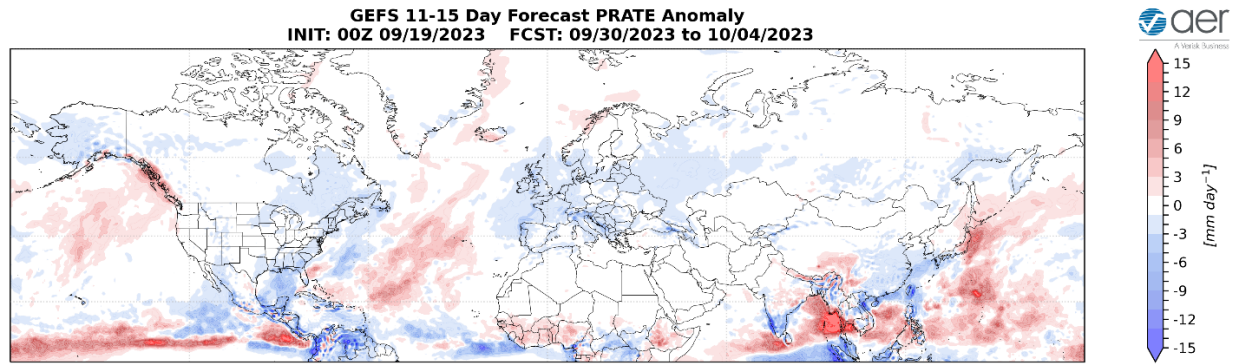 GEFS 11-15 Day Forecast PRATE Anomaly
INIT: 00Z 09/19/2023 FCST: 09/30/2023 to 10/04/2023
aer
A Verisk Business
15
12
9
6
3
0
-3
-6
-9
-12
-15
[mm day⁻¹]